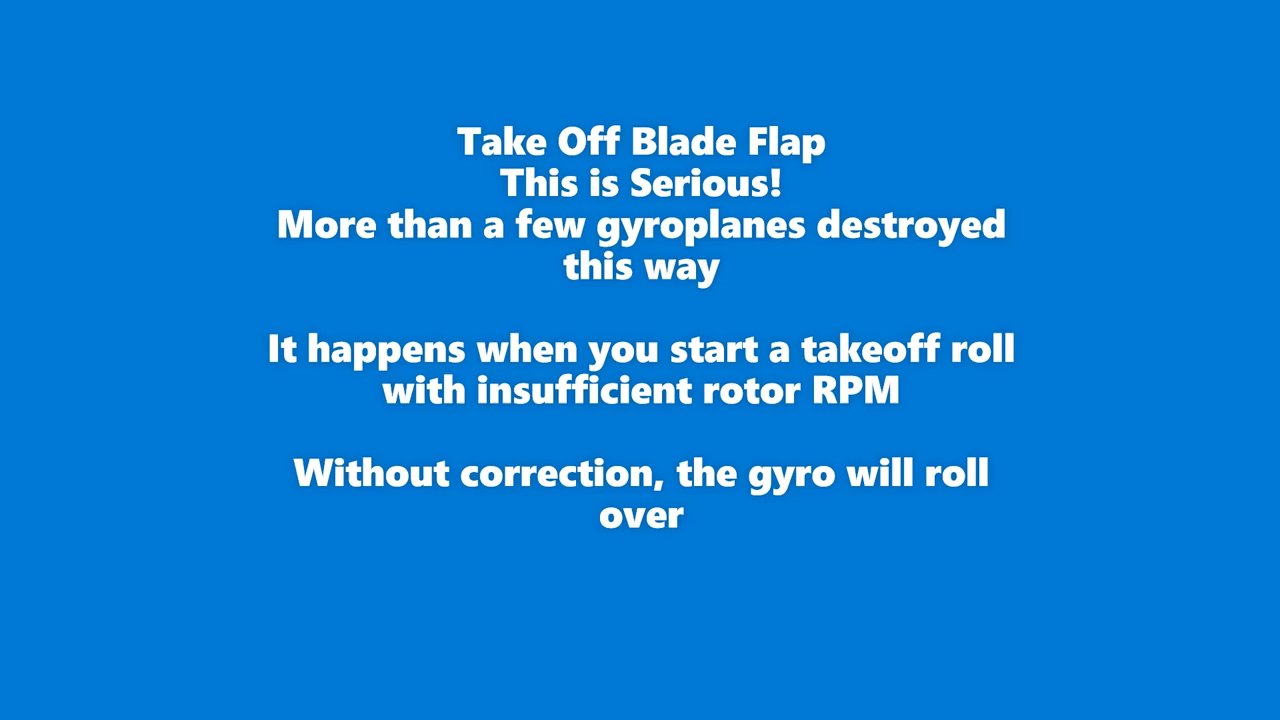 Take Off Blade Flap
This is Serious!
More than a few gyroplanes destroyed
this way
It happens when you start a takeoff roll
with insufficient rotor RPM
Without correction, the gyro will roll
over